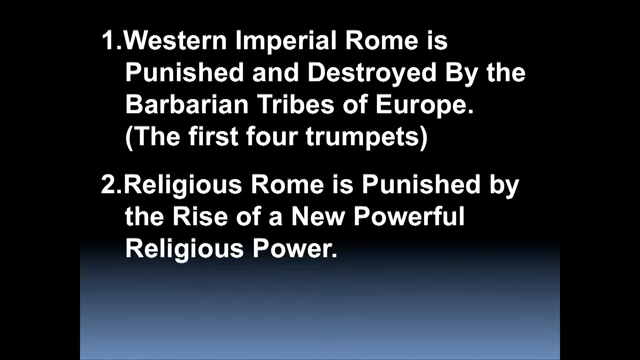 1.Western Imperial Rome is
Punished and Destroyed By the
Barbarian Tribes of Europe.
(The first four trumpets)
2.Religious Rome is Punished by
the Rise of a New Powerful
Religious Power.